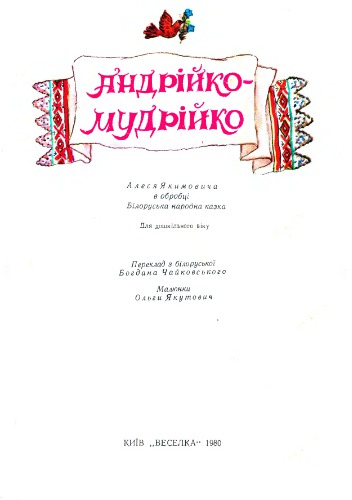 АНДРІЙКО-
МУДРІЙКО
Алеся Якимовича
в обробці
Білоруська народна казка
Для дошкільного віку
Переклад з білоруської
Богдана Чайковського
Малюнки
Ольги Якутович
КИЇВ „ВЕСЕЛКА" 1980